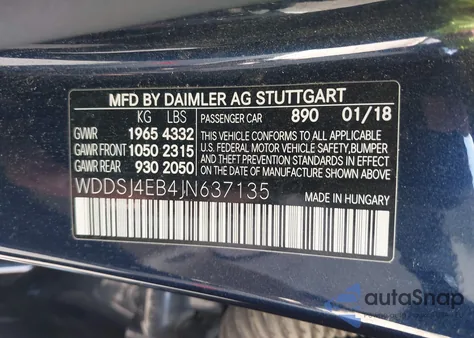 MFD BY DAIMLER AG STUTTGART
KG LBS PASSENGER CAR 890 01/18
GVWR 1965 4332 THIS VEHICLE CONFORMS TO ALL APPLICABLE
GAWR FRONT 1050 2315 U.S. FEDERAL MOTOR VEHICLE SAFETY,BUMPER
GAWR REAR 930 2050 AND THEFT PREVENTION STANDARDS IN EFFECT ON THE DATE OF MANUFACTURE SHOWN ABOVE.
WDDSJ4EB4JN637135 MADE IN HUNGARY
autoSnap